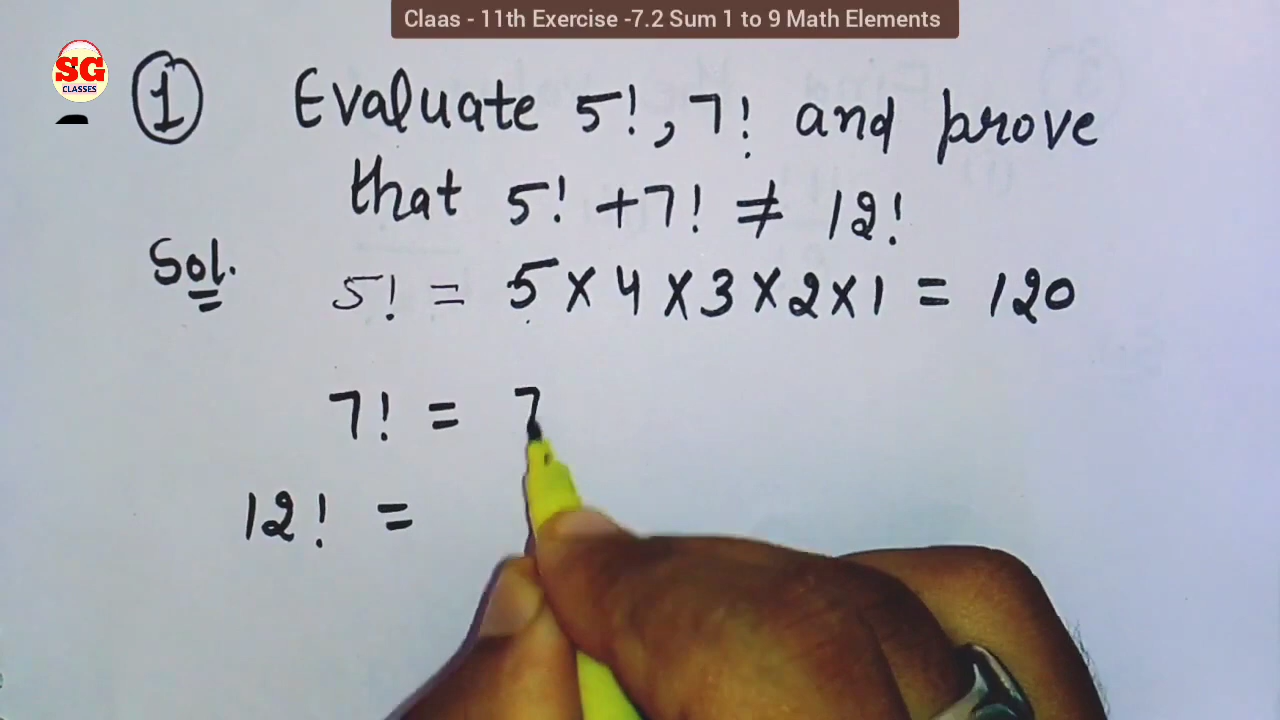 Claas - 11th Exercise -7.2 Sum 1 to 9 Math Elements
SG
CLASSES
1 Evaluate 5!, 7! and prove
that 5! + 7! ≠ 12!
Sol. 5! = 5 × 4 × 3 × 2 × 1 = 120
7! = 7
12! =